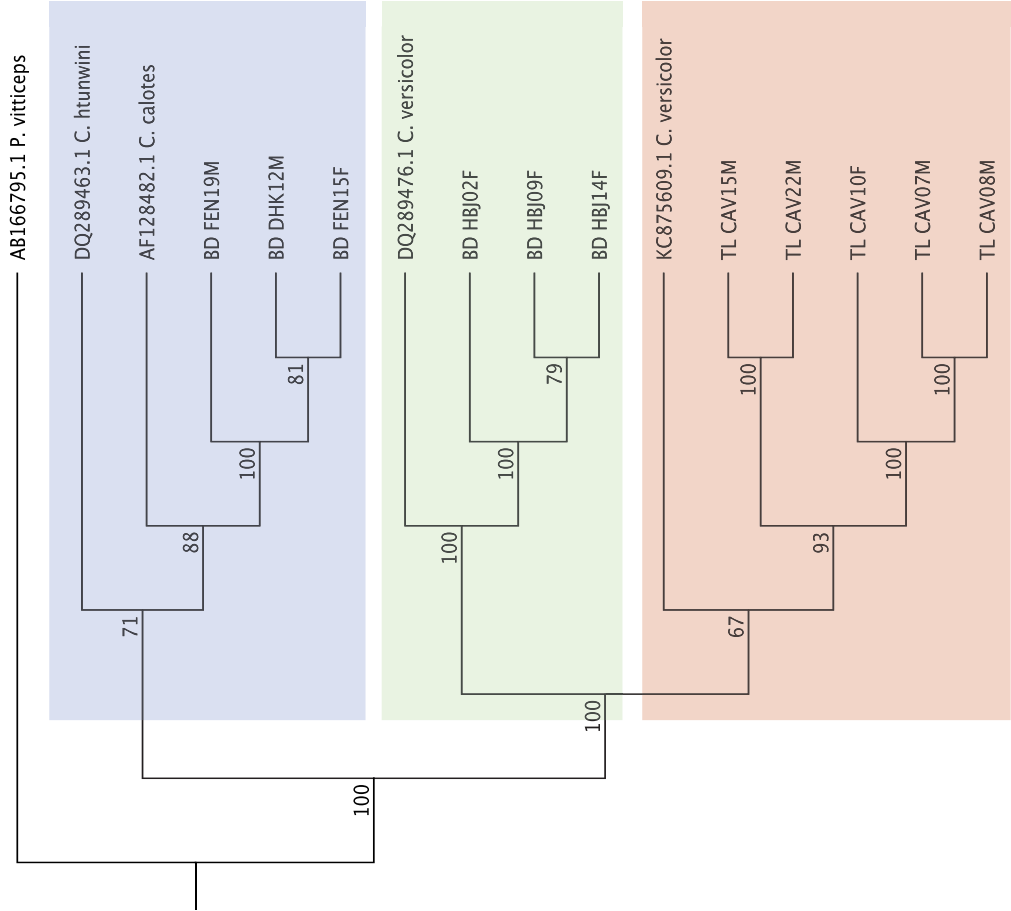 AB166795.1 P. vitticeps
DQ289463.1 C. htunwini
AF128482.1 C. calotes
BD FEN19M
BD DHK12M
BD FEN15F
DQ289476.1 C. versicolor
BD HBJ02F
BD HBJ09F
BD HBJ14F
KC875609.1 C. versicolor
TL CAV15M
TL CAV22M
TL CAV10F
TL CAV07M
TL CAV08M
81
79
100
100
100
100
100
88
100
93
71
67
100
100